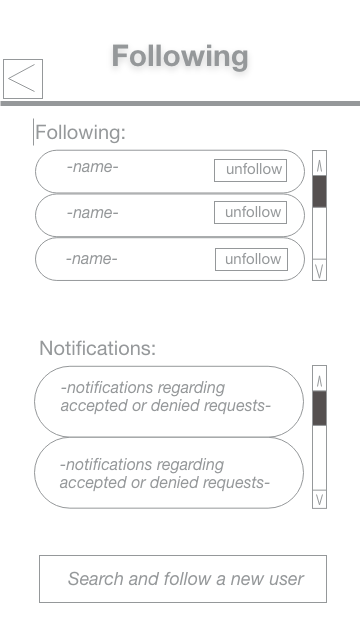 Following
Following:
-name-
unfollow
-name-
unfollow
-name-
unfollow
Notifications:
-notifications regarding
accepted or denied requests-
-notifications regarding
accepted or denied requests-
Search and follow a new user